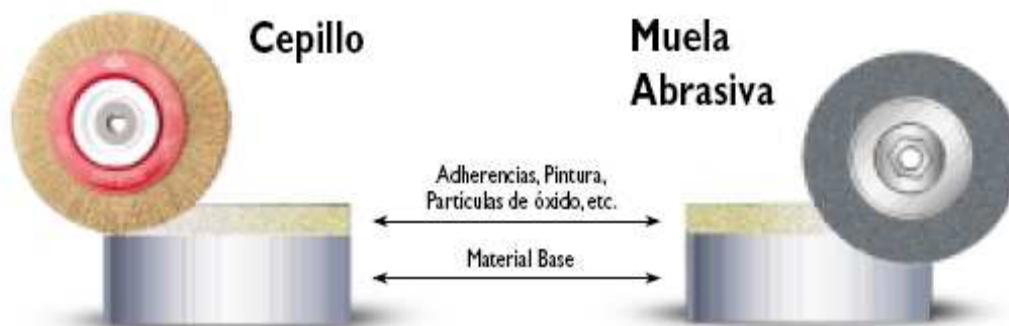 Cepillo
Muela
Abrasiva
Adherencias, Pintura,
Partículas de óxido, etc.
Material Base